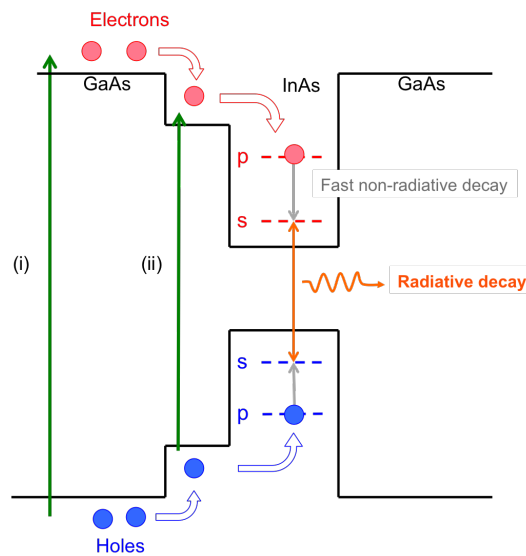 Electrons
GaAs
InAs
GaAs
p
Fast non-radiative decay
s
(i)
(ii)
Radiative decay
s
p
Holes